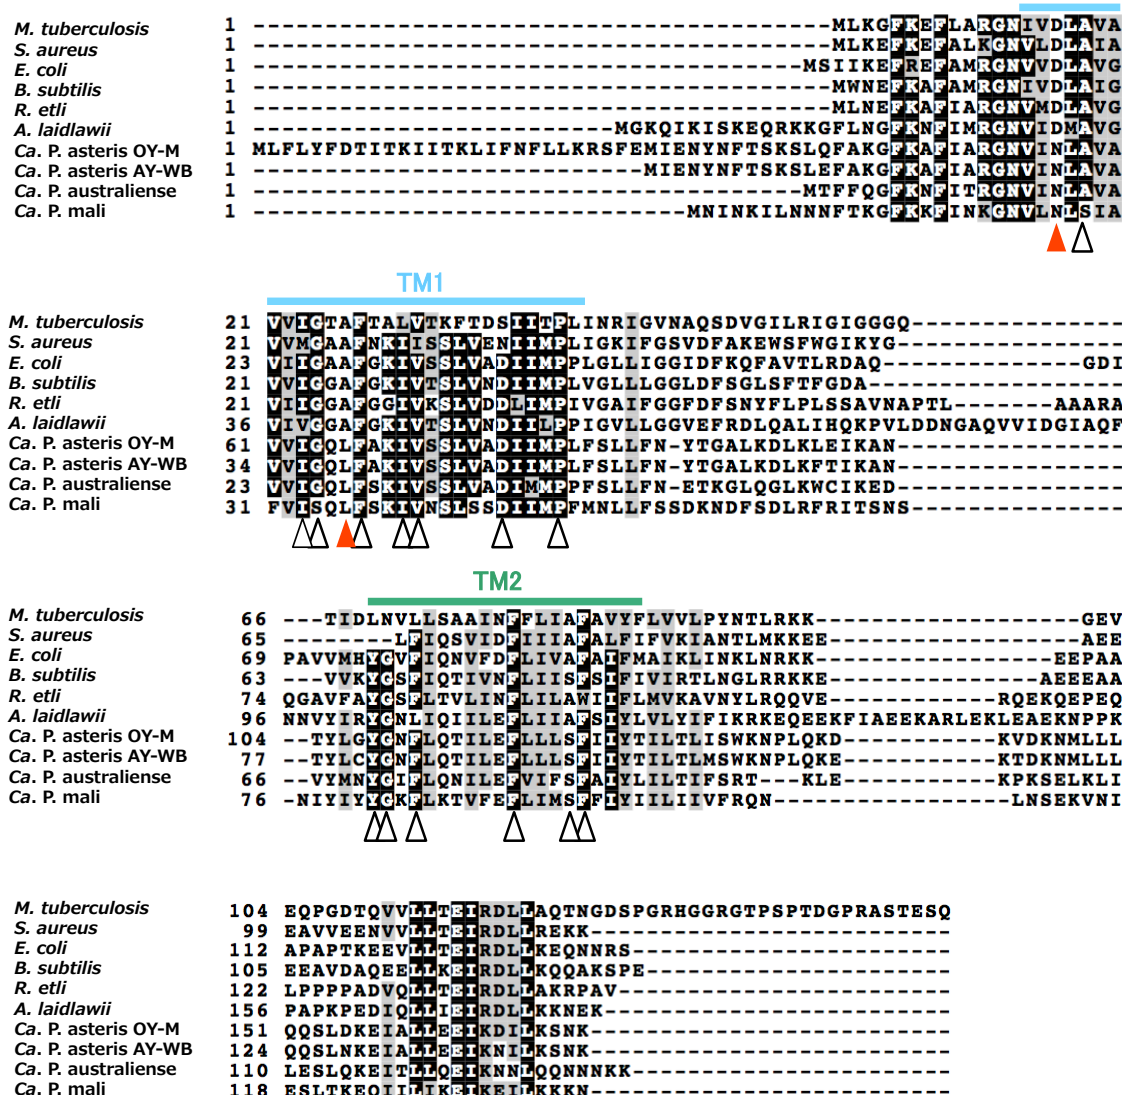 M. tuberculosis 1 ----------------------------------------MLKGFKEFLARGNIVDLAVA
S. aureus 1 ----------------------------------------MLKEFKEFALKGNVLDLAIA
E. coli 1 --------------------------------------MSIIKEFREFAMRGNVVDLAVG
B. subtilis 1 ----------------------------------------MWNEFKAFAMRGNIVDLAIG
R. etli 1 ----------------------------------------MLNEFKAFIARGNVMDLAVG
A. laidlawii 1 -------------------------MGKQIKISKEQRKKGFLNGFKNFIMRGNVIDMAVG
Ca. P. asteris OY-M 1 MLFLYFDTITKIITKLIFNFLLKRSFEMIENYNFTSKSLQFAKGFKAFIARGNVINLAVA
Ca. P. asteris AY-WB 1 ---------------------------MIENYNFTSKSLEFAKGFKAFIARGNVINLAVA
Ca. P. australiense 1 --------------------------------------MTFFQGFKNFITRGNVINLAVA
Ca. P. mali 1 ------------------------------MNINKILNNNFTKGFKKFINKGNVLNLSIA
TM1
M. tuberculosis 21 VVIGTAFTALVTKFTDSIITPLINRIGVNAQSDVGILRIGIGGGQ---------------
S. aureus 21 VVMGAAFNKIISSLVENIIMPLIGKIFGSVDFAKEWSFWGIKYG----------------
E. coli 23 VIIGAAFGKIVSSLVADIIMPPLGLLIGGIDFKQFAVTLRDAQ--------------GDI
B. subtilis 21 VIIGGAFGKIVTSLVNDIIMPLVGLLLGGLDFSGLSFTFGDA------------------
R. etli 21 VIIGGAFGGIVKSLVDDLIMPIVGAIFGGFDFSNYFLPLSSAVNAPTL-------AAARA
A. laidlawii 36 VIVGGAFGKIVTSLVNDIILPPIGVLLGGVEFRDLQALIHQKPVLDDNGAQVVIDGIAQF
Ca. P. asteris OY-M 61 VVIGQLFAKIVSSLVADIIMPLFSLLFN-YTGALKDLKLEIKAN----------------
Ca. P. asteris AY-WB 34 VVIGQLFAKIVSSLVADIIMPLFSLLFN-YTGALKDLKFTIKAN----------------
Ca. P. australiense 23 VVIGQLFSKIVSSLVADIMMPPFSLLFN-ETGKLQGLKWCIKED----------------
Ca. P. mali 31 FVISQLFSKIVNSLSSDIIMPFMNLLFSSDKNDFSDLRFRITSNS---------------
TM2
M. tuberculosis 66 ---TIDLNVLLSAAINFFLIAFAVYFLVVLPYNTLRKK-------------------GEV
S. aureus 65 --------LFIQSVIDFIIIAFALFIFVKIANTLMKKEE------------------AEE
E. coli 69 PAVVMHYGVFIQNVFDFLIVAFAIFMAIKLINKLNRKK-----------------EEPAA
B. subtilis 63 ---VVKYGSFIQTIVNFLIISFSIFIVIRTLNGLRRKKE---------------AEEEAA
R. etli 74 QGAVFAYGSFLTVLINFLILAWIIFLMVKAVNYLRQQVE------------RQEKQEPEQ
A. laidlawii 96 NNVYIRYGNLIQIILEFLIIAFSIYLVLYIFIKRKEQEEKFIAEEKARLEKLEAEKNPPK
Ca. P. asteris OY-M 104 --TYLGYGNFLQTILEFLLLSFIIYTILTLISWKNPLQKD-----------KVDKNMLLL
Ca. P. asteris AY-WB 77 --TYLCYGNFLQTILEFLLLSFIIYTILTLMSWKNPLQKE-----------KTDKNMLLL
Ca. P. australiense 66 --VYMNYGIFLQNILEFVIFSFAIYLILTIFSRT---KLE-----------KPKSELKLI
Ca. P. mali 76 -NIYIYYGKFLKTVFEFLIMSFFIYIILIIVFRQN-----------------LNSEKVNI
M. tuberculosis 104 EQPGDTQVVLLTEIRDLLAQTNGDSPGRHGGRGTPSPTDGPRASTESQ
S. aureus 99 EAVVEENVVLLTEIRDLLREKK--------------------------
E. coli 112 APAPTKEEVLLTEIRDLLKEQNNRS-----------------------
B. subtilis 105 EEAVDAQEELLKEIRDLLKQQAKSPE----------------------
R. etli 122 LPPPPADVQLLTEIRDLLAKRPAV------------------------
A. laidlawii 156 PAPKPEDIQLLIEIRDLLKKNEK-------------------------
Ca. P. asteris OY-M 151 QQSLDKEIALLEEIKDILKSNK--------------------------
Ca. P. asteris AY-WB 124 QQSLNKEIALLEEIKNILKSNK--------------------------
Ca. P. australiense 110 LESLQKEITLLQEIKNNLQQNNNKK-----------------------
Ca. P. mali 118 ESLTKEQIILIKEIKEILKKKN--------------------------